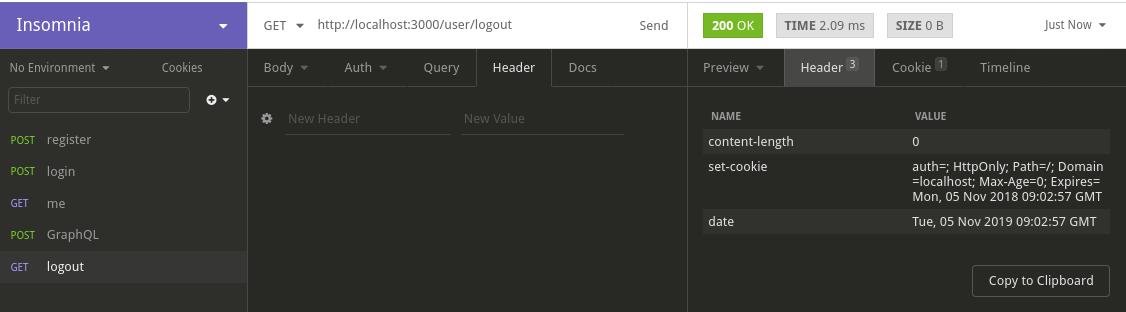 Insomnia
GET http://localhost:3000/user/logout Send
200 OK TIME 2.09 ms SIZE 0 B Just Now
No Environment Cookies
Body Auth Query Header Docs
Preview Header 3 Cookie 1 Timeline
Filter
New Header New Value
NAME VALUE
content-length 0
set-cookie auth=; HttpOnly; Path=/; Domain
=localhost; Max-Age=0; Expires=
Mon, 05 Nov 2018 09:02:57 GMT
date Tue, 05 Nov 2019 09:02:57 GMT
POST register
POST login
GET me
POST GraphQL
GET logout
Copy to Clipboard